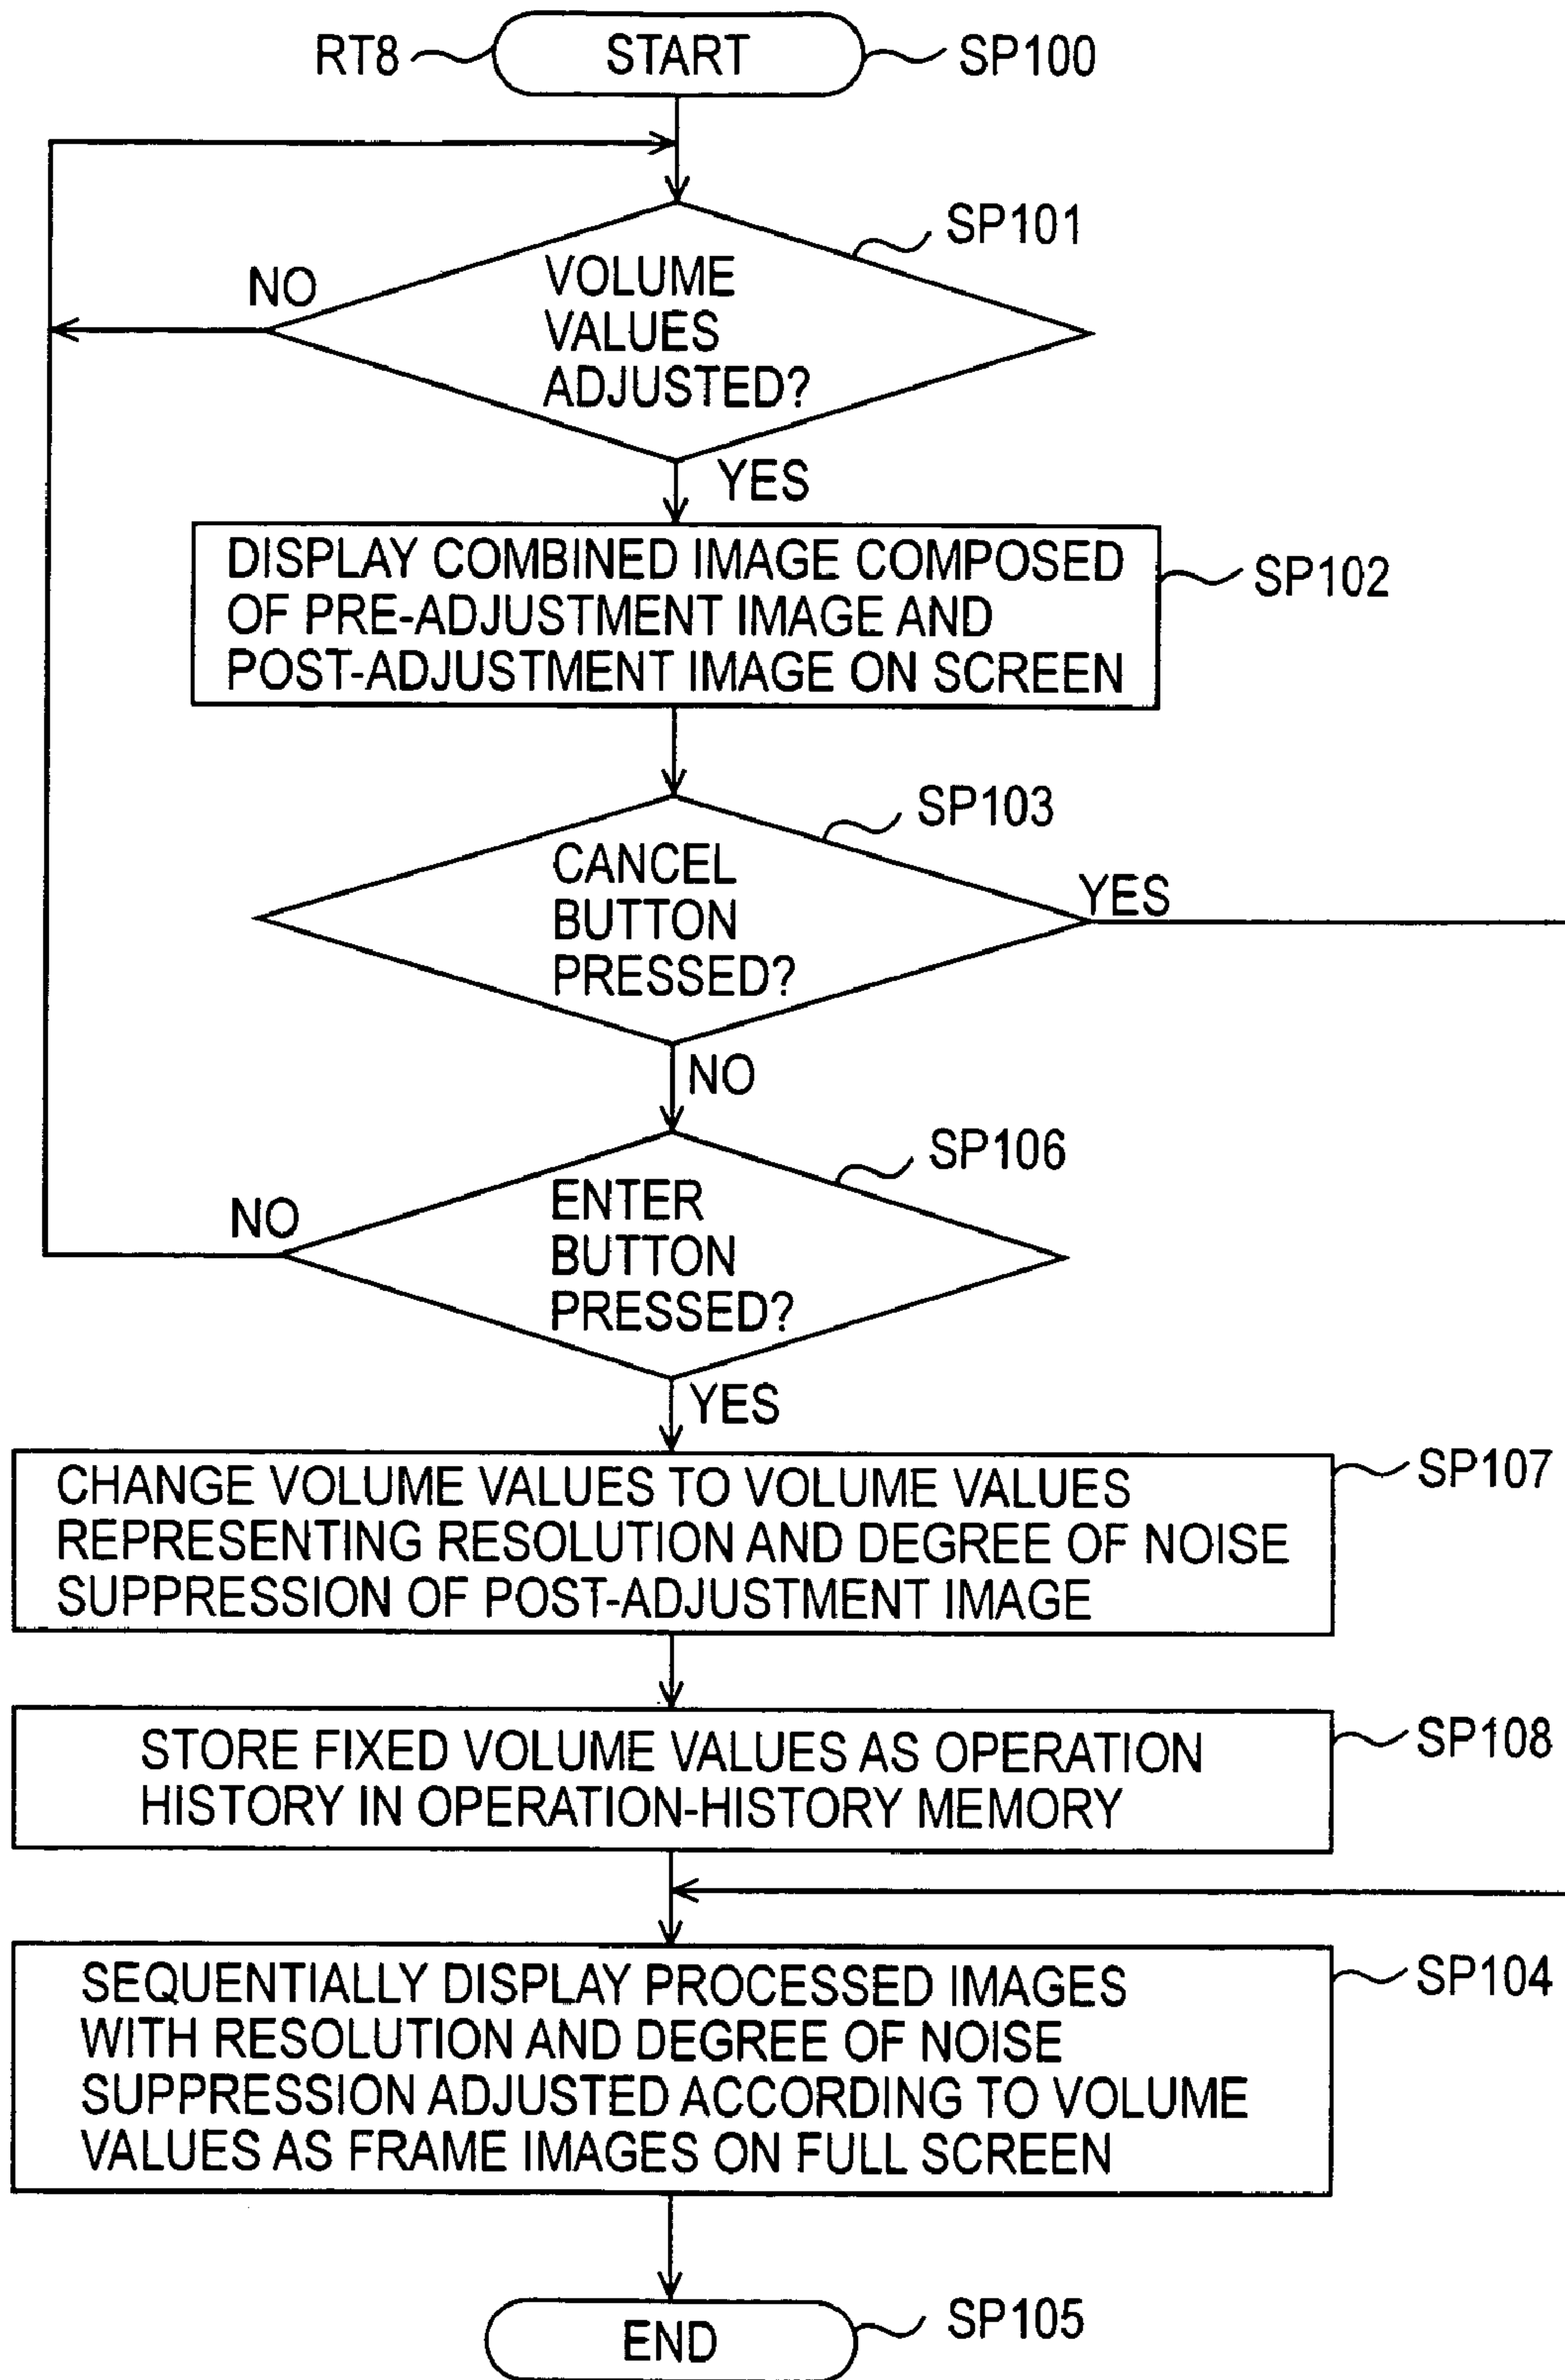 RT8
START
SP100
SP101
NO
VOLUME
VALUES
ADJUSTED?
YES
DISPLAY COMBINED IMAGE COMPOSED
OF PRE-ADJUSTMENT IMAGE AND
POST-ADJUSTMENT IMAGE ON SCREEN
SP102
SP103
CANCEL
BUTTON
PRESSED?
YES
NO
SP106
NO
ENTER
BUTTON
PRESSED?
YES
CHANGE VOLUME VALUES TO VOLUME VALUES
REPRESENTING RESOLUTION AND DEGREE OF NOISE
SUPPRESSION OF POST-ADJUSTMENT IMAGE
SP107
STORE FIXED VOLUME VALUES AS OPERATION
HISTORY IN OPERATION-HISTORY MEMORY
SP108
SEQUENTIALLY DISPLAY PROCESSED IMAGES
WITH RESOLUTION AND DEGREE OF NOISE
SUPPRESSION ADJUSTED ACCORDING TO VOLUME
VALUES AS FRAME IMAGES ON FULL SCREEN
SP104
END
SP105